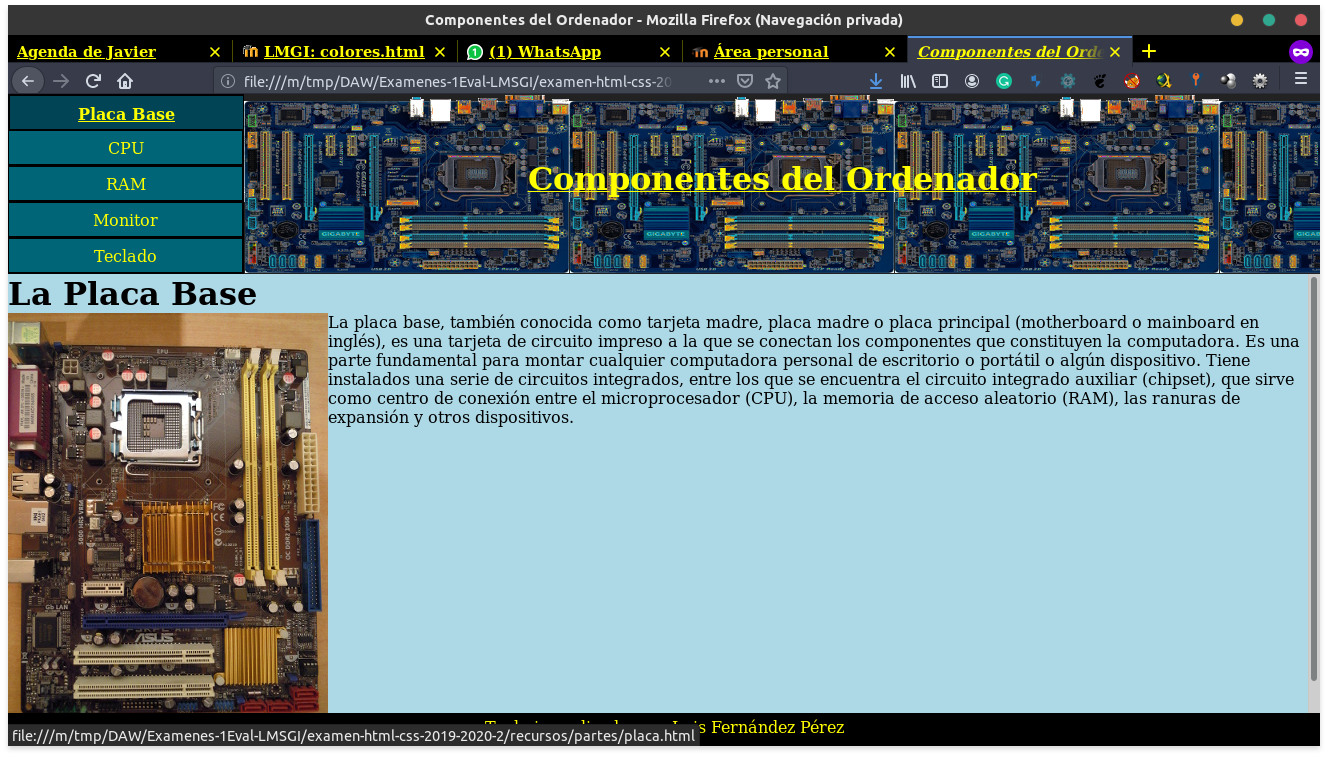 Componentes del Ordenador - Mozilla Firefox (Navegación privada)
Agenda de Javier
LMGI: colores.html
(1) WhatsApp
Área personal
Componentes del Orde
file:///m/tmp/DAW/Examenes-1Eval-LMSGI/examen-html-css-20
Placa Base
CPU
RAM
Monitor
Teclado
Componentes del Ordenador
GIGABYTE GIGABYTE GIGABYTE
La Placa Base
La placa base, también conocida como tarjeta madre, placa madre o placa principal (motherboard o mainboard en
inglés), es una tarjeta de circuito impreso a la que se conectan los componentes que constituyen la computadora. Es una
parte fundamental para montar cualquier computadora personal de escritorio o portátil o algún dispositivo. Tiene
instalados una serie de circuitos integrados, entre los que se encuentra el circuito integrado auxiliar (chipset), que sirve
como centro de conexión entre el microprocesador (CPU), la memoria de acceso aleatorio (RAM), las ranuras de
expansión y otros dispositivos.
CPU
Gb LAN
ASUS
Fernández Pérez
file:///m/tmp/DAW/Examenes-1Eval-LMSGI/examen-html-css-2019-2020-2/recursos/partes/placa.html